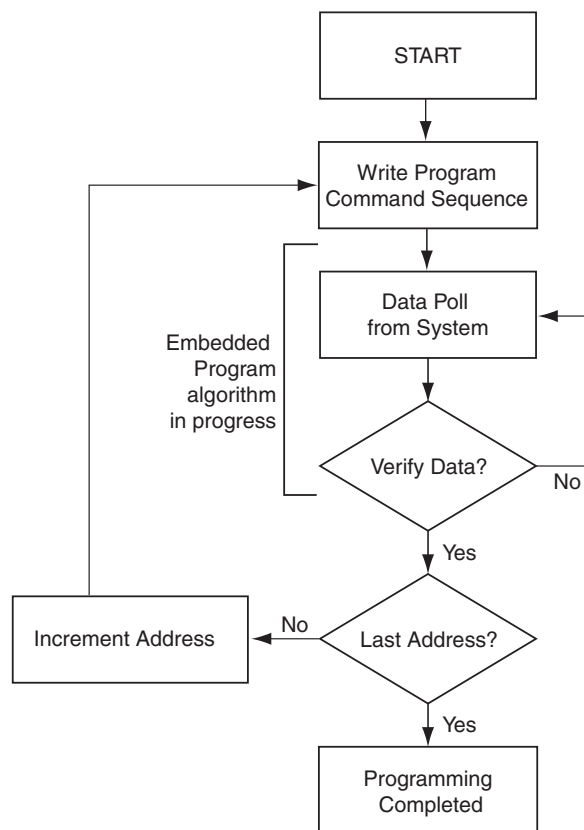 START
Write Program
Command Sequence
Data Poll
from System
Embedded
Program
algorithm
in progress
Verify Data?
No
Yes
Increment Address
No
Last Address?
Yes
Programming
Completed